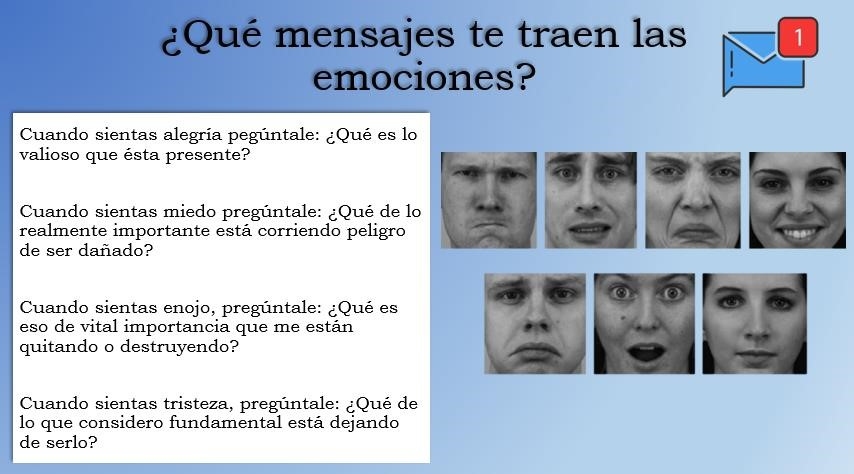 ¿Qué mensajes te traen las
emociones?
1
Cuando sientas alegría pegúntale: ¿Qué es lo
valioso que ésta presente?
Cuando sientas miedo pregúntale: ¿Qué de lo
realmente importante está corriendo peligro
de ser dañado?
Cuando sientas enojo, pregúntale: ¿Qué es
eso de vital importancia que me están
quitando o destruyendo?
Cuando sientas tristeza, pregúntale: ¿Qué de
lo que considero fundamental está dejando
de serlo?